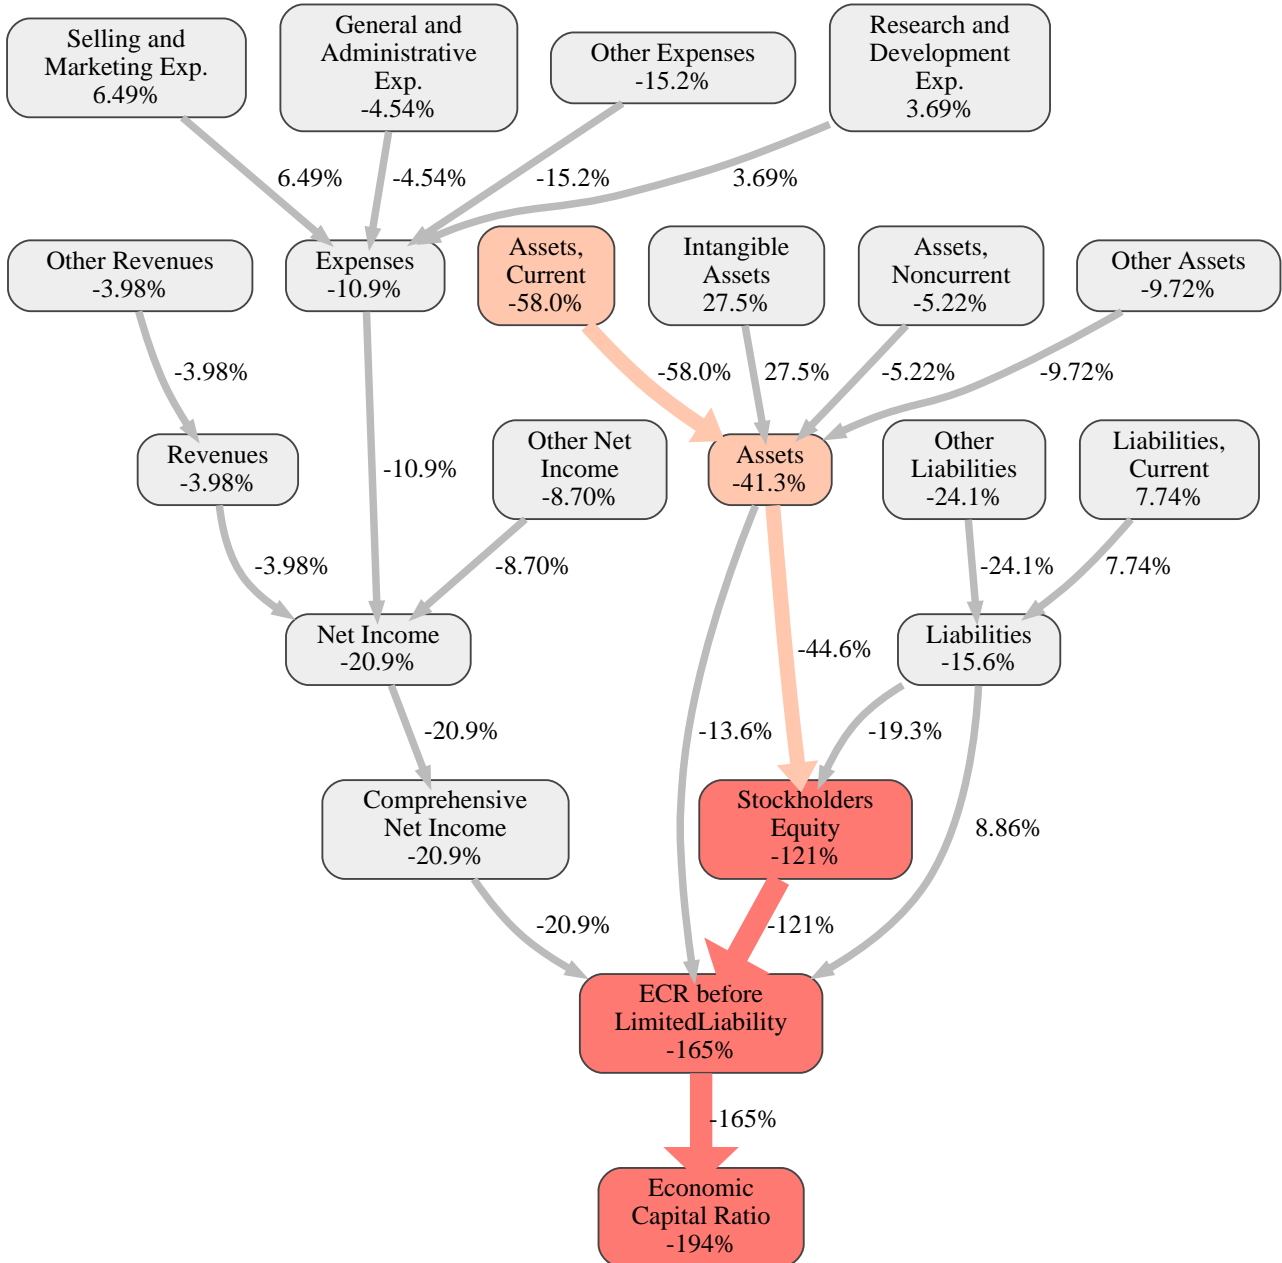 Selling and
Marketing Exp.
6.49%
General and
Administrative
Exp.
-4.54%
Other Expenses
-15.2%
Research and
Development
Exp.
3.69%
6.49%
-4.54%
-15.2%
3.69%
Other Revenues
-3.98%
Expenses
-10.9%
Assets,
Current
-58.0%
Intangible
Assets
27.5%
Assets,
Noncurrent
-5.22%
Other Assets
-9.72%
-3.98%
-58.0%
27.5%
-5.22%
-9.72%
Revenues
-3.98%
-10.9%
Other Net
Income
-8.70%
Assets
-41.3%
Other
Liabilities
-24.1%
Liabilities,
Current
7.74%
-3.98%
-8.70%
-24.1%
7.74%
Net Income
-20.9%
-44.6%
Liabilities
-15.6%
-20.9%
-13.6%
-19.3%
Comprehensive
Net Income
-20.9%
Stockholders
Equity
-121%
8.86%
-20.9%
-121%
ECR before
LimitedLiability
-165%
-165%
Economic
Capital Ratio
-194%